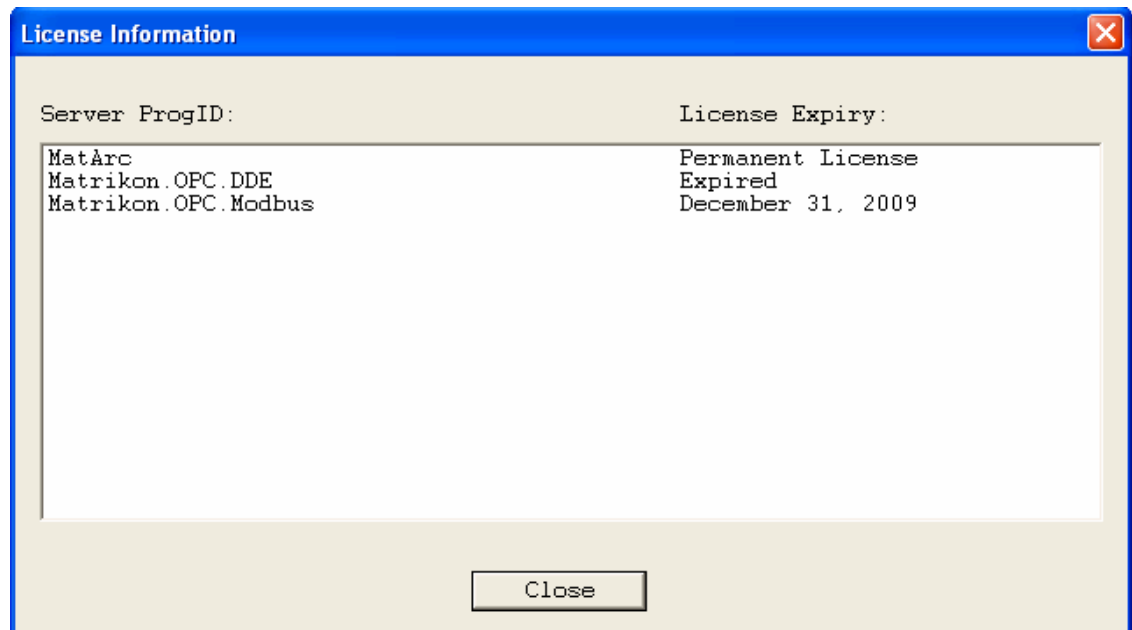 License Information
Server ProgID: License Expiry:
MatArc Permanent License
Matrikon.OPC.DDE Expired
Matrikon.OPC.Modbus December 31, 2009
Close